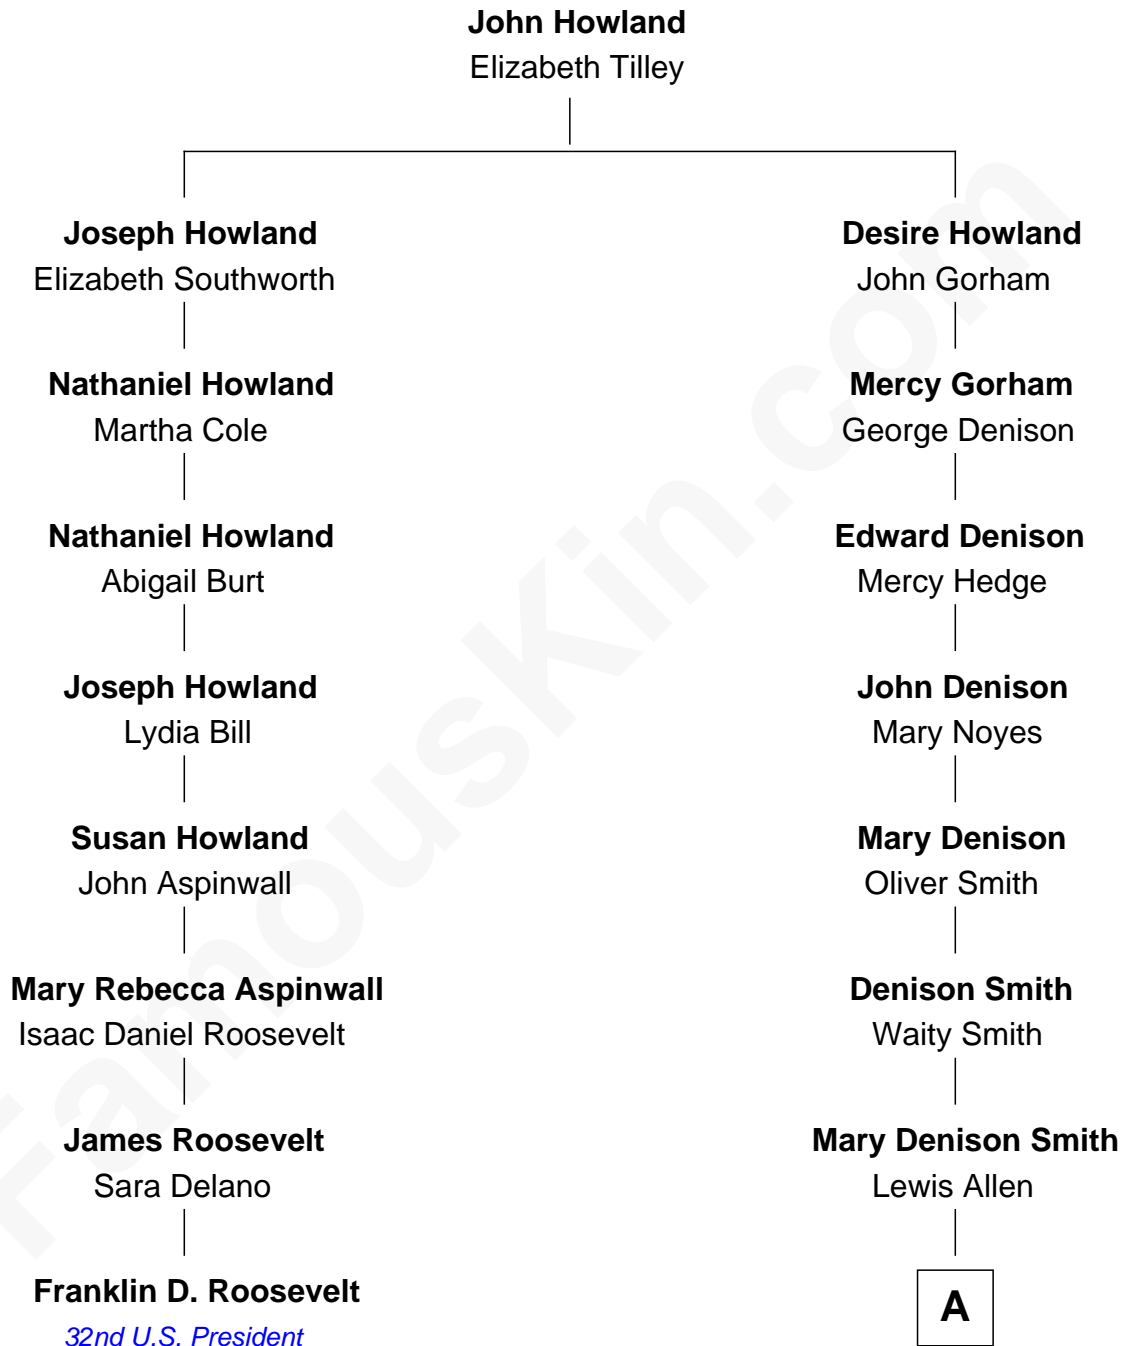 John Howland
Elizabeth Tilley
Joseph Howland
Elizabeth Southworth
Nathaniel Howland
Martha Cole
Nathaniel Howland
Abigail Burt
Joseph Howland
Lydia Bill
Susan Howland
John Aspinwall
Mary Rebecca Aspinwall
Isaac Daniel Roosevelt
James Roosevelt
Sara Delano
Franklin D. Roosevelt
32nd U.S. President
Desire Howland
John Gorham
Mercy Gorham
George Denison
Edward Denison
Mercy Hedge
John Denison
Mary Noyes
Mary Denison
Oliver Smith
Denison Smith
Waity Smith
Mary Denison Smith
Lewis Allen
A
FamousKin.com